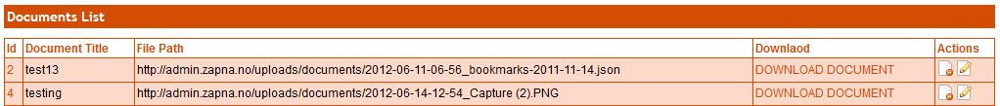 Documents List
Id Document Title File Path Downlaod Actions
2 test13 http://admin.zapna.no/uploads/documents/2012-06-11-06-56_bookmarks-2011-11-14.json DOWNLOAD DOCUMENT
4 testing http://admin.zapna.no/uploads/documents/2012-06-14-12-54_Capture (2).PNG DOWNLOAD DOCUMENT